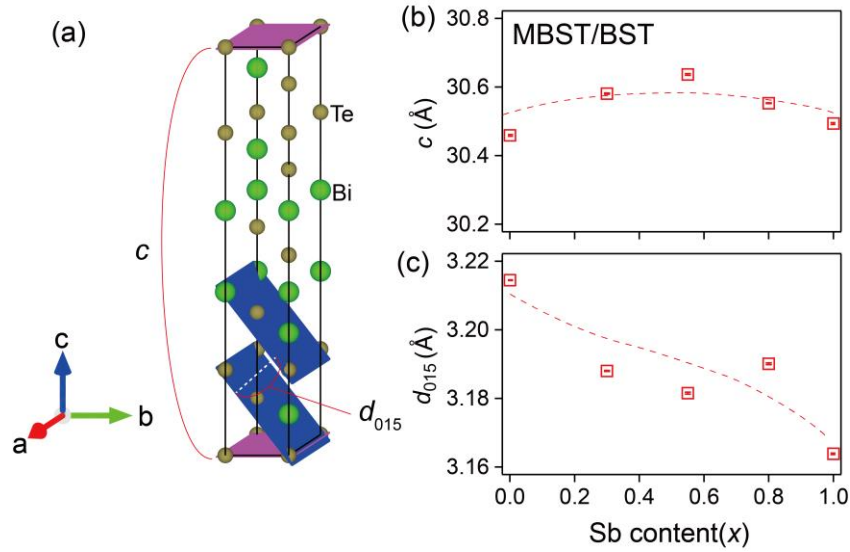 (a)
Te
Bi
c
d015
c
b
a
(b)
MBST/BST
c (Å)
30.8
30.6
30.4
30.2
(c)
d015 (Å)
3.22
3.20
3.18
3.16
0.0 0.2 0.4 0.6 0.8 1.0
Sb content(x)